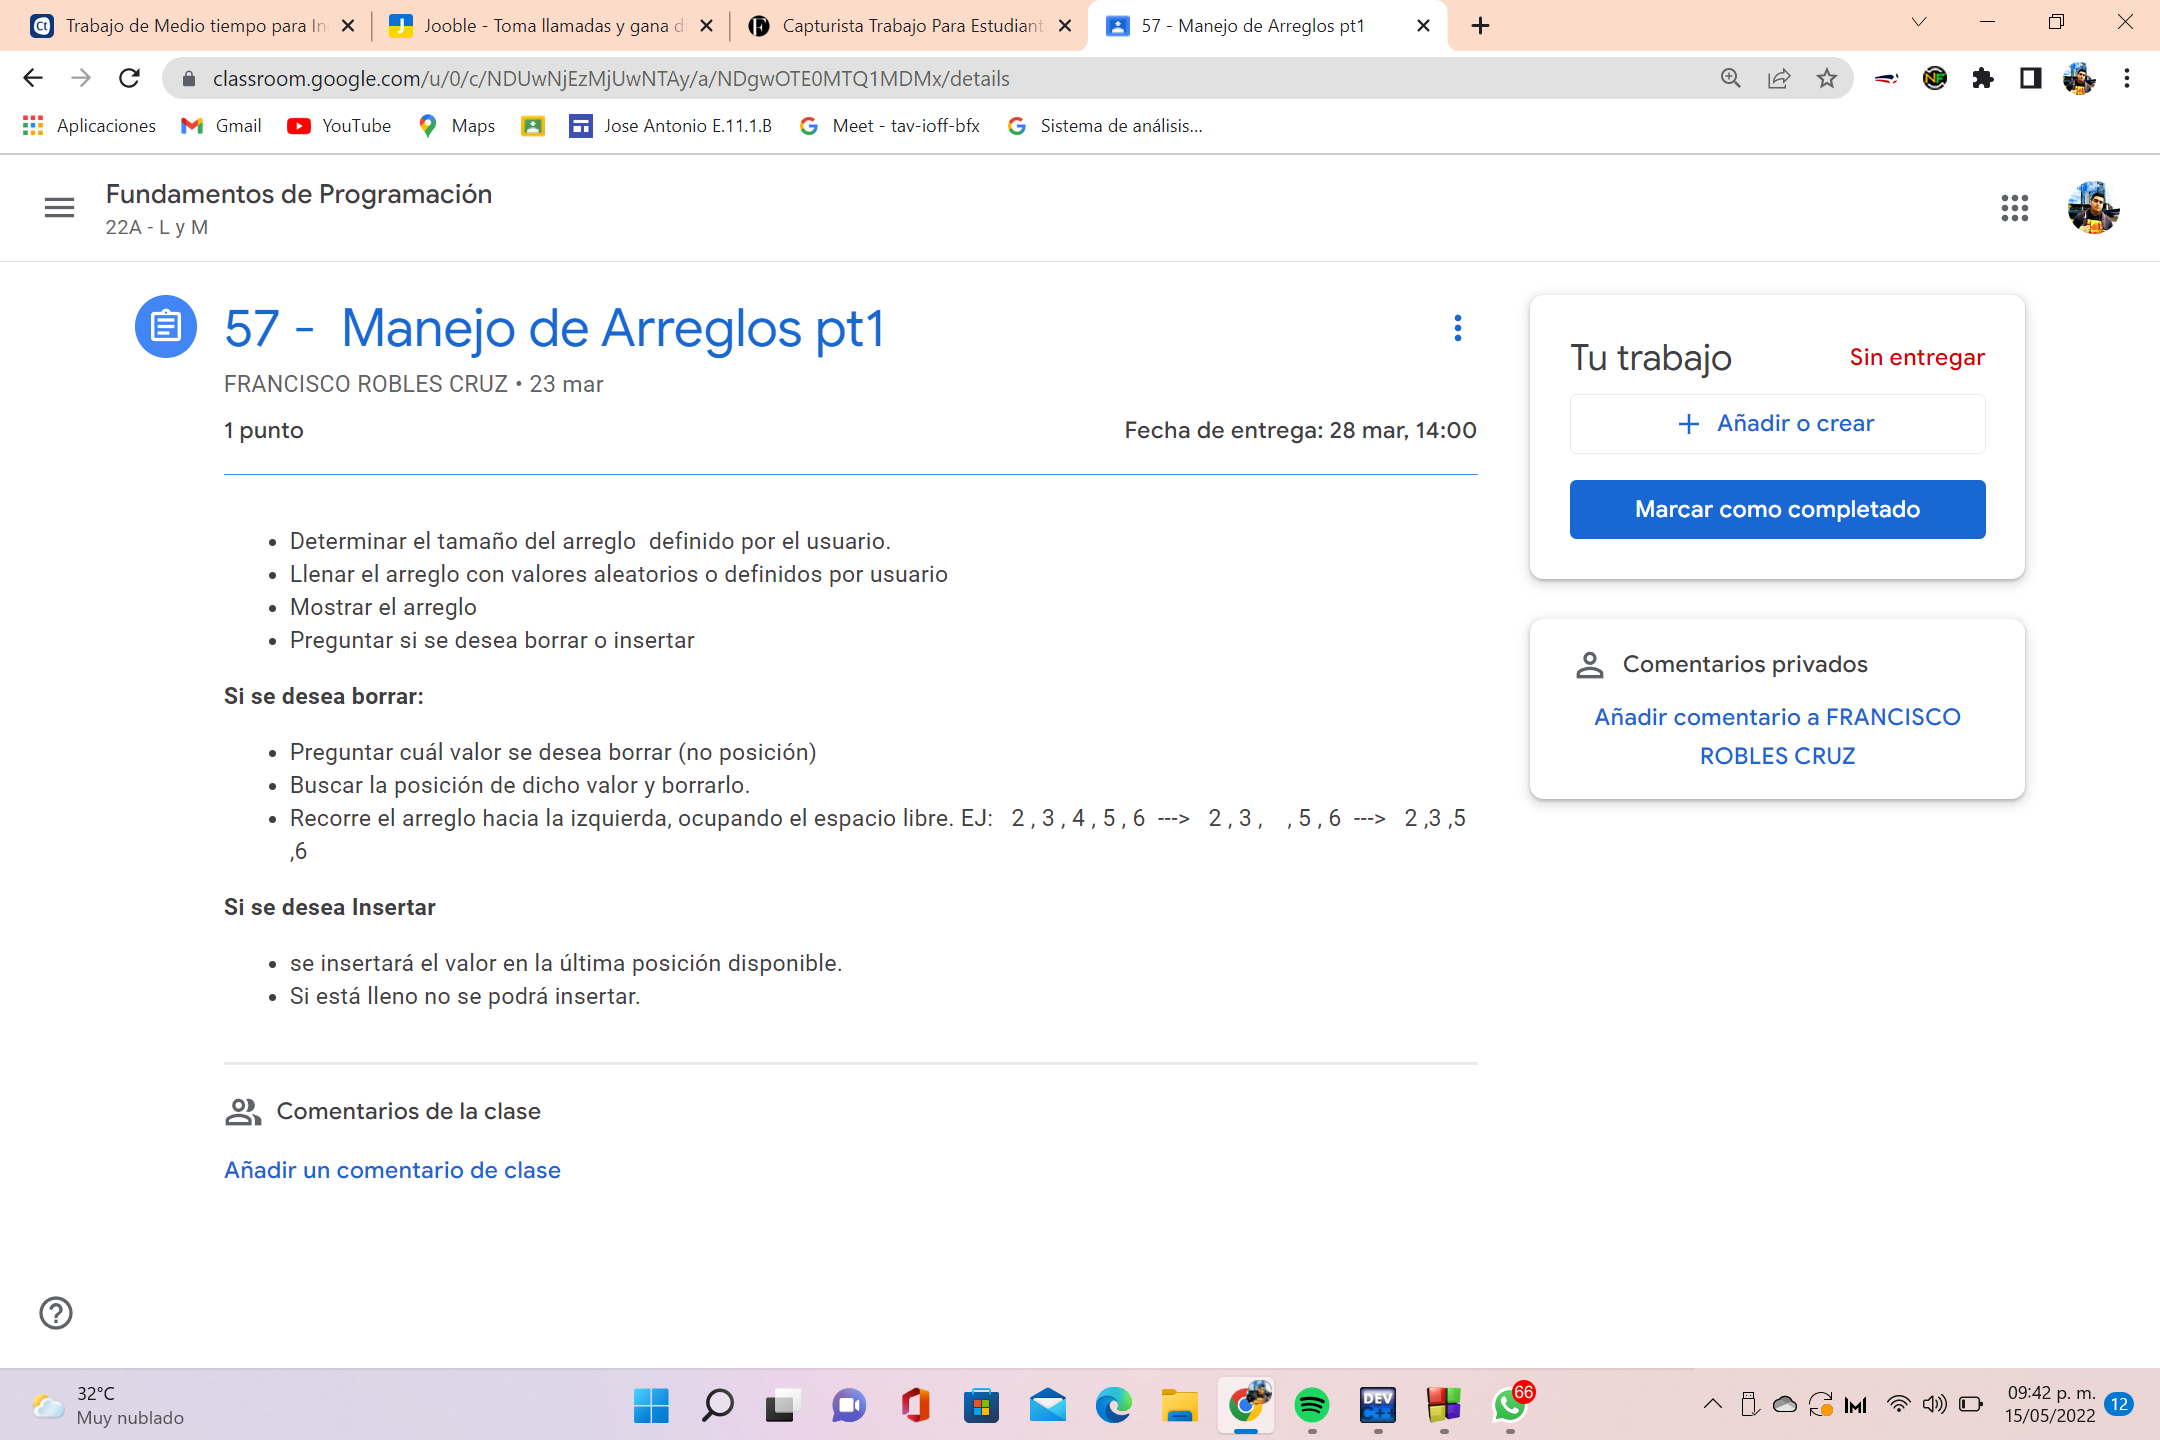 Trabajo de Medio tiempo para In
Jooble - Toma llamadas y gana di
Capturista Trabajo Para Estudiant
57 - Manejo de Arreglos pt1
classroom.google.com/u/0/c/NDUwNjEzMjUwNTAy/a/NDgwOTE0MTQ1MDMx/details
Aplicaciones
Gmail
YouTube
Maps
Jose Antonio E.11.1.B
Meet - tav-ioff-bfx
Sistema de análisis...
Fundamentos de Programación
22A - L y M
57 -  Manejo de Arreglos pt1
FRANCISCO ROBLES CRUZ • 23 mar
1 punto
Fecha de entrega: 28 mar, 14:00
• Determinar el tamaño del arreglo  definido por el usuario.
• Llenar el arreglo con valores aleatorios o definidos por usuario
• Mostrar el arreglo
• Preguntar si se desea borrar o insertar
Si se desea borrar:
• Preguntar cuál valor se desea borrar (no posición)
• Buscar la posición de dicho valor y borrarlo.
• Recorre el arreglo hacia la izquierda, ocupando el espacio libre. EJ:   2 , 3 , 4 , 5 , 6  --->   2 , 3 ,    , 5 , 6  --->   2 ,3 ,5
,6
Si se desea Insertar
• se insertará el valor en la última posición disponible.
• Si está lleno no se podrá insertar.
Comentarios de la clase
Añadir un comentario de clase
Tu trabajo
Sin entregar
+ Añadir o crear
Marcar como completado
Comentarios privados
Añadir comentario a FRANCISCO
ROBLES CRUZ
32°C
Muy nublado
DEV
C++
66
09:42 p. m.
15/05/2022
12